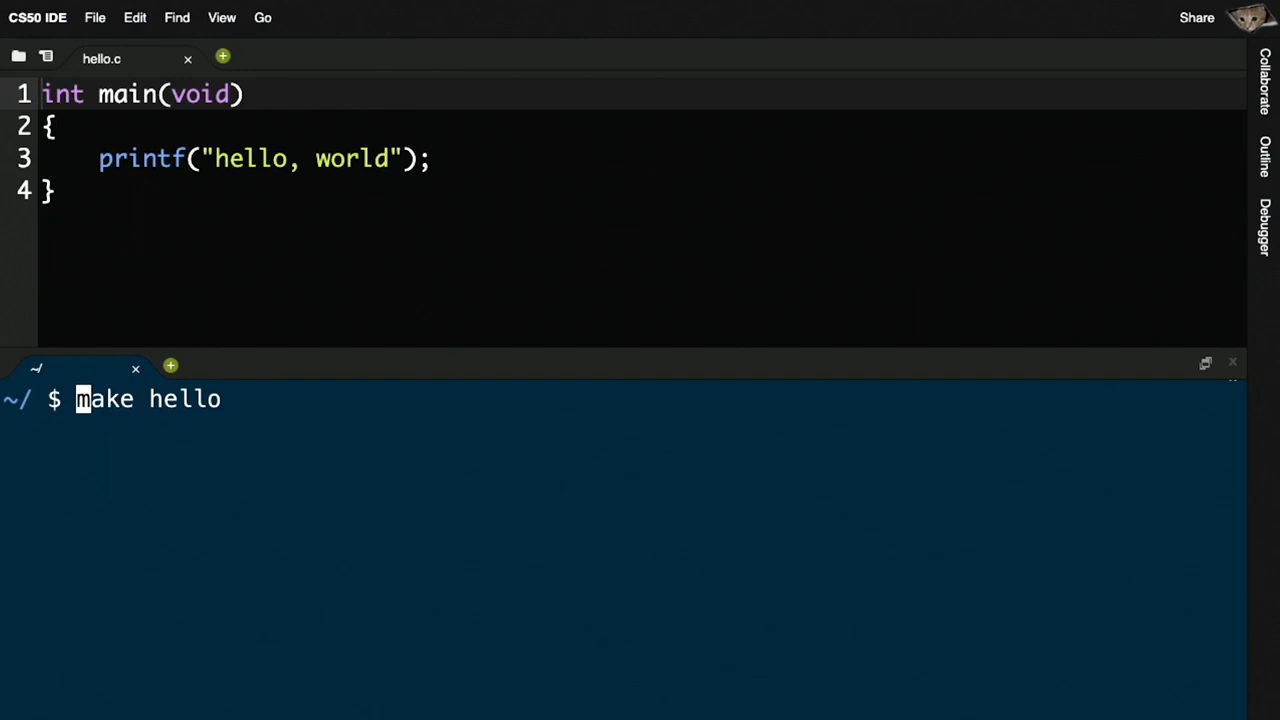 CS50 IDE File Edit Find View Go Share
hello.c
1 int main(void)
2 {
3     printf("hello, world");
4 }
Collaborate
Outline
Debugger
~/
~/ $ make hello